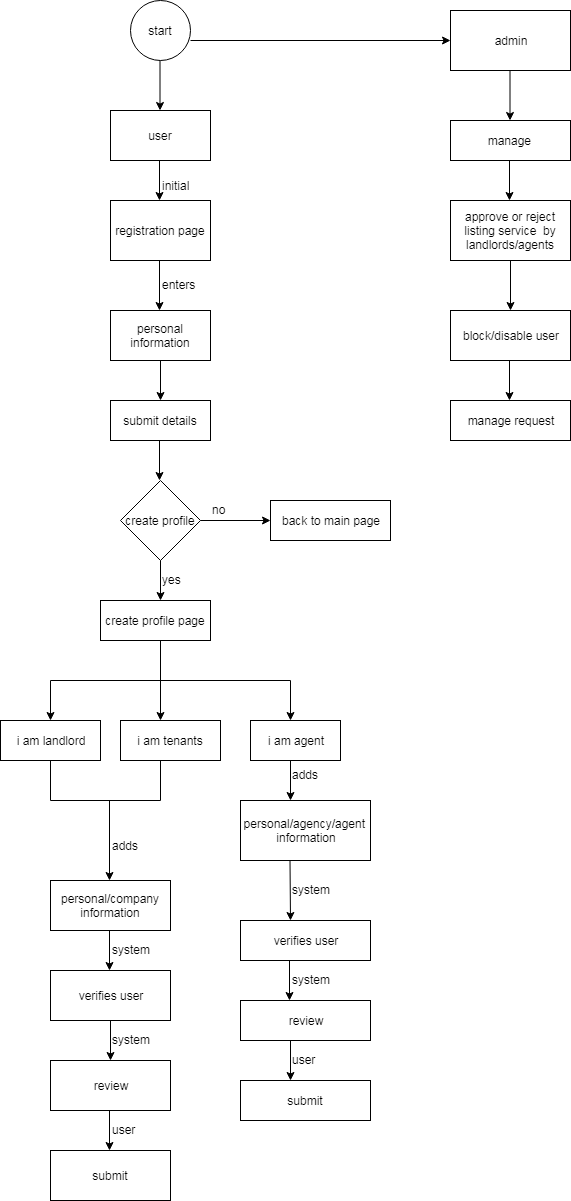 start
admin
user
manage
initial
registration page
approve or reject
listing service by
landlords/agents
enters
personal
information
block/disable user
submit details
manage request
create profile
no
back to main page
yes
create profile page
i am landlord
i am tenants
i am agent
adds
personal/agency/agent
information
adds
system
personal/company
information
verifies user
system
system
verifies user
review
system
user
review
submit
user
submit